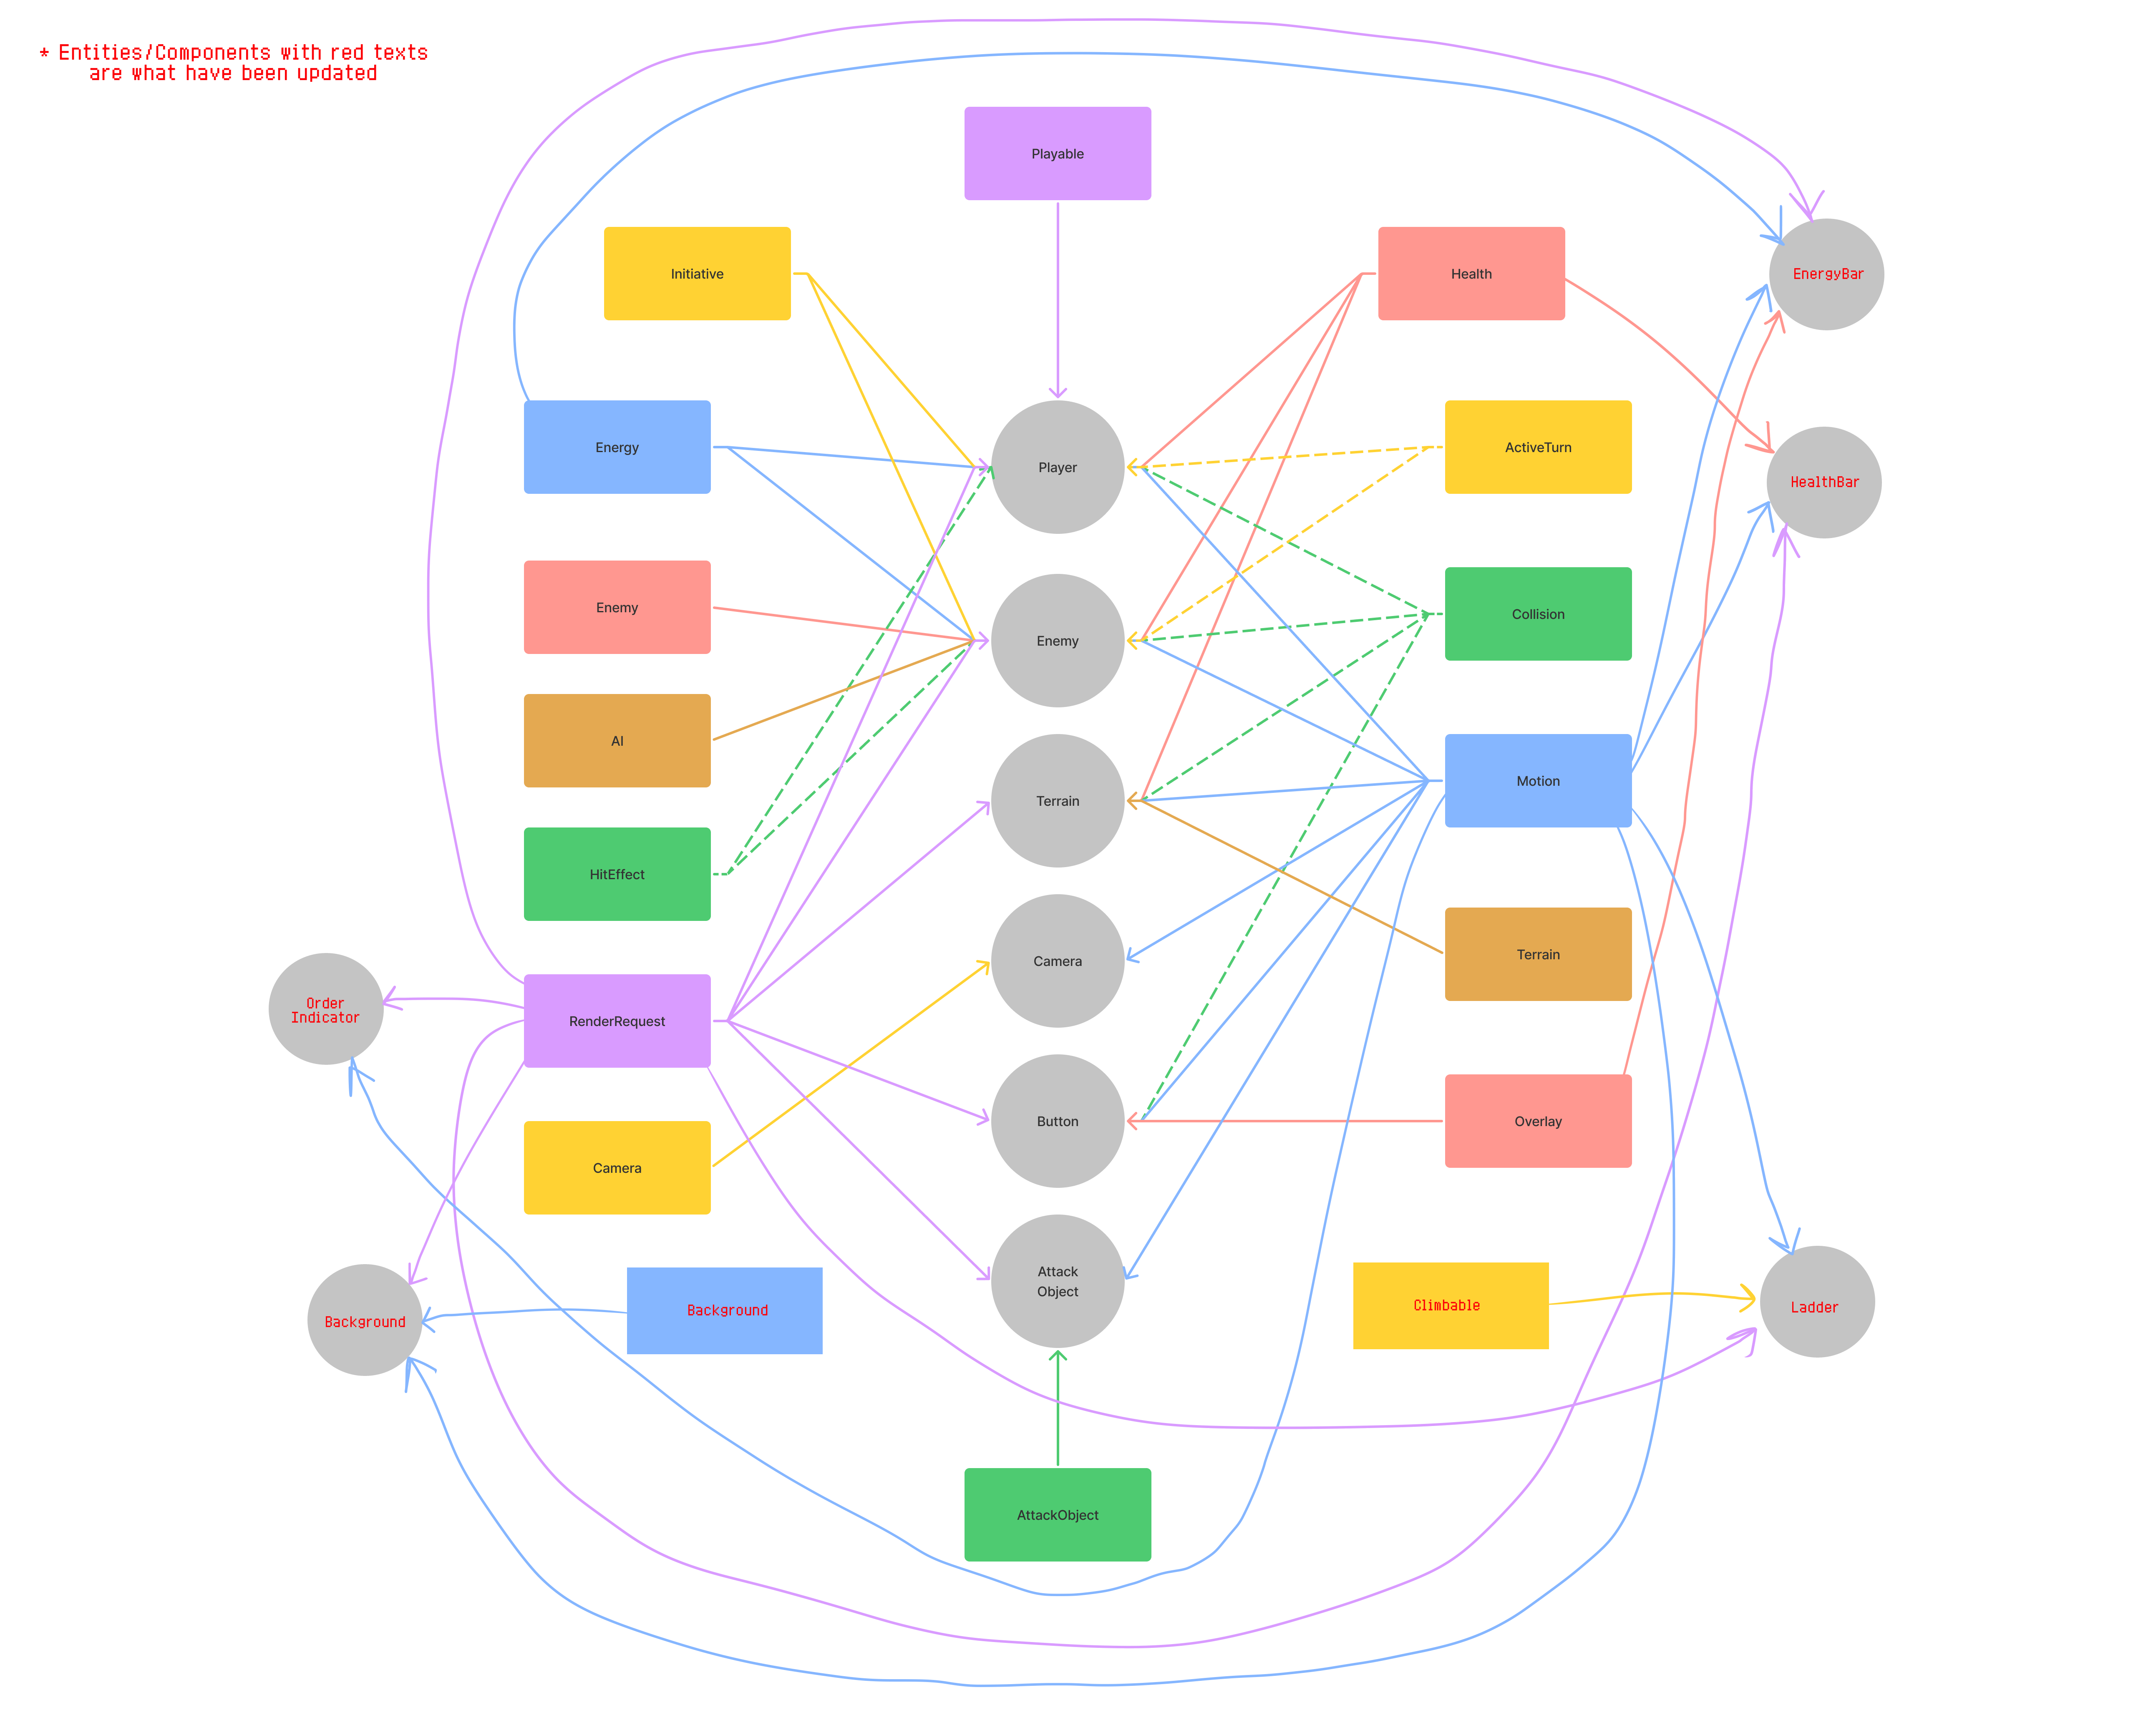 * Entities/Components with red texts
are what have been updated
Playable
Initiative
Health
EnergyBar
Energy
Player
ActiveTurn
HealthBar
Enemy
Enemy
Collision
AI
Terrain
Motion
HitEffect
Camera
Terrain
Order
Indicator
RenderRequest
Button
Overlay
Camera
Attack
Object
Background
Background
Climbable
Ladder
AttackObject